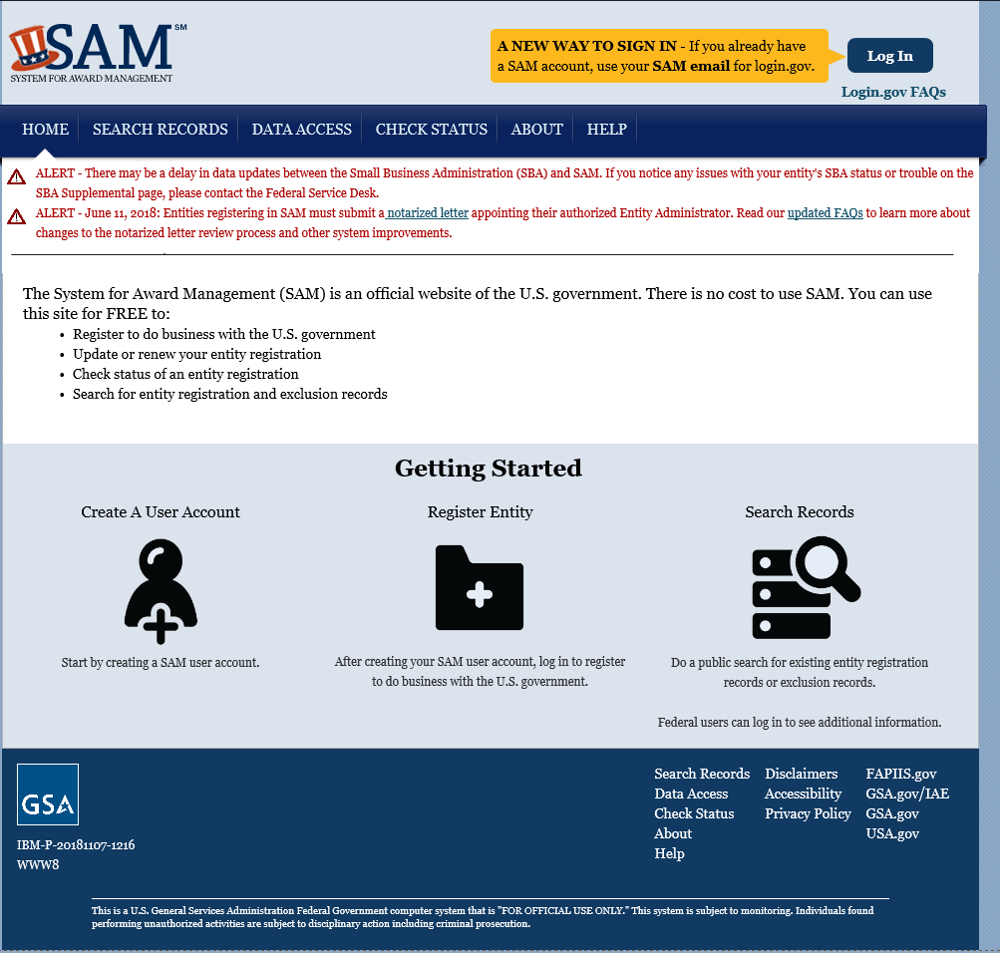 SAM SM
SYSTEM FOR AWARD MANAGEMENT
A NEW WAY TO SIGN IN - If you already have
a SAM account, use your SAM email for login.gov.
Log In
Login.gov FAQs
HOME
SEARCH RECORDS
DATA ACCESS
CHECK STATUS
ABOUT
HELP
ALERT - There may be a delay in data updates between the Small Business Administration (SBA) and SAM. If you notice any issues with your entity's SBA status or trouble on the
SBA Supplemental page, please contact the Federal Service Desk.
ALERT - June 11, 2018: Entities registering in SAM must submit a notarized letter appointing their authorized Entity Administrator. Read our updated FAQs to learn more about
changes to the notarized letter review process and other system improvements.
The System for Award Management (SAM) is an official website of the U.S. government. There is no cost to use SAM. You can use
this site for FREE to:
• Register to do business with the U.S. government
• Update or renew your entity registration
• Check status of an entity registration
• Search for entity registration and exclusion records
Getting Started
Create A User Account
Start by creating a SAM user account.
Register Entity
After creating your SAM user account, log in to register
to do business with the U.S. government.
Search Records
Do a public search for existing entity registration
records or exclusion records.
Federal users can log in to see additional information.
GSA
IBM-P-20181107-1216
WWW8
Search Records
Data Access
Check Status
About
Help
Disclaimers
Accessibility
Privacy Policy
FAPIIS.gov
GSA.gov/IAE
GSA.gov
USA.gov
This is a U.S. General Services Administration Federal Government computer system that is "FOR OFFICIAL USE ONLY." This system is subject to monitoring. Individuals found
performing unauthorized activities are subject to disciplinary action including criminal prosecution.